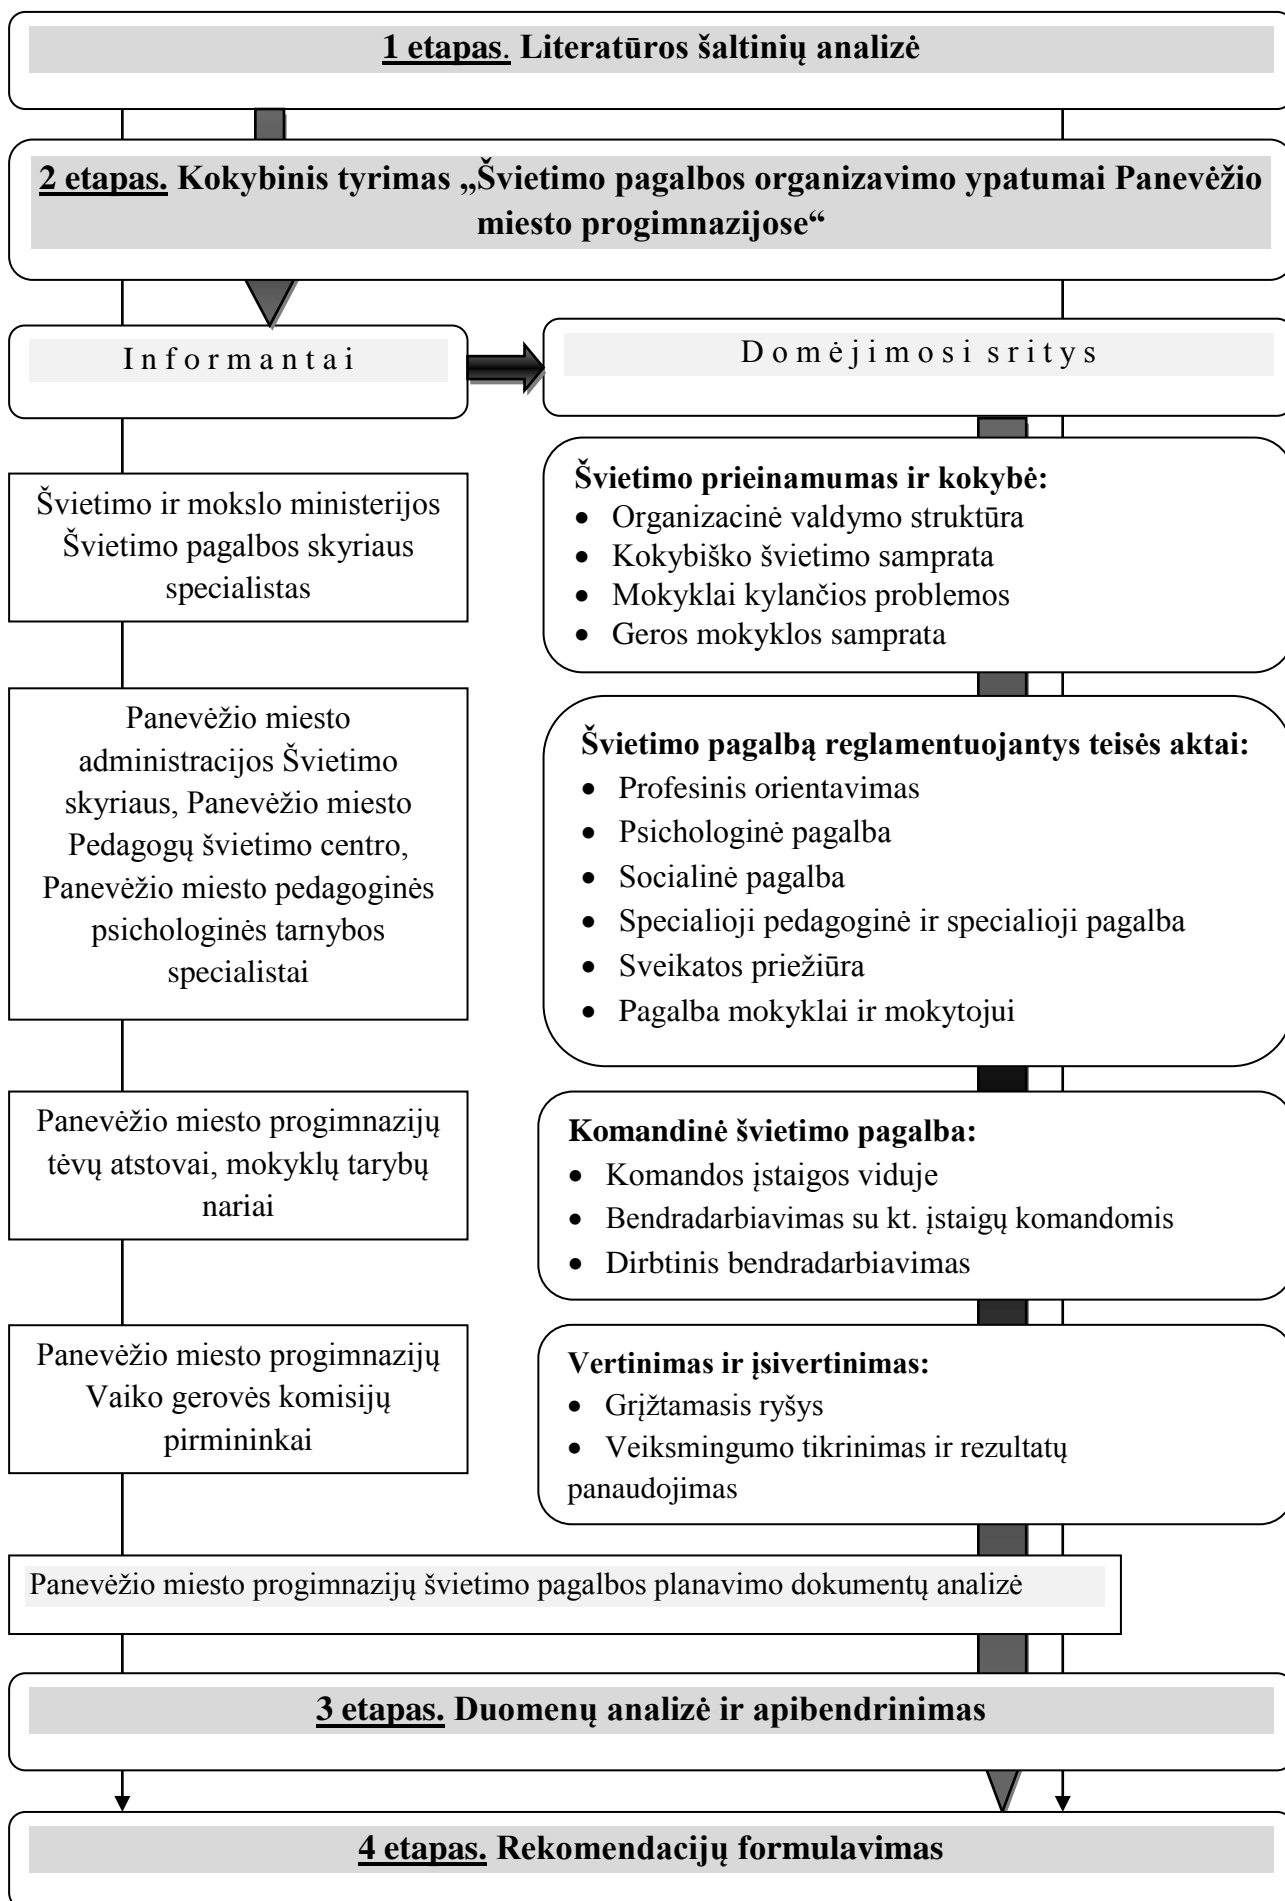 1 etapas. Literatūros šaltinių analizė
2 etapas. Kokybinis tyrimas „Švietimo pagalbos organizavimo ypatumai Panevėžio
miesto progimnazijose“
Informantai
Domėjimosi sritys
Švietimo ir mokslo ministerijos
Švietimo pagalbos skyriaus
specialistas
Panevėžio miesto
administracijos Švietimo
skyriaus, Panevėžio miesto
Pedagogų švietimo centro,
Panevėžio miesto pedagoginės
psichologinės tarnybos
specialistai
Panevėžio miesto progimnazijų
tėvų atstovai, mokyklų tarybų
nariai
Panevėžio miesto progimnazijų
Vaiko gerovės komisijų
pirmininkai
Švietimo prieinamumas ir kokybė:
• Organizacinė valdymo struktūra
• Kokybiško švietimo samprata
• Mokyklai kylančios problemos
• Geros mokyklos samprata
Švietimo pagalbą reglamentuojantys teisės aktai:
• Profesinis orientavimas
• Psichologinė pagalba
• Socialinė pagalba
• Specialioji pedagoginė ir specialioji pagalba
• Sveikatos priežiūra
• Pagalba mokyklai ir mokytojui
Komandinė švietimo pagalba:
• Komandos įstaigos viduje
• Bendradarbiavimas su kt. įstaigų komandomis
• Dirbtinis bendradarbiavimas
Vertinimas ir įsivertinimas:
• Grįžtamasis ryšys
• Veiksmingumo tikrinimas ir rezultatų
panaudojimas
Panevėžio miesto progimnazijų švietimo pagalbos planavimo dokumentų analizė
3 etapas. Duomenų analizė ir apibendrinimas
4 etapas. Rekomendacijų formulavimas